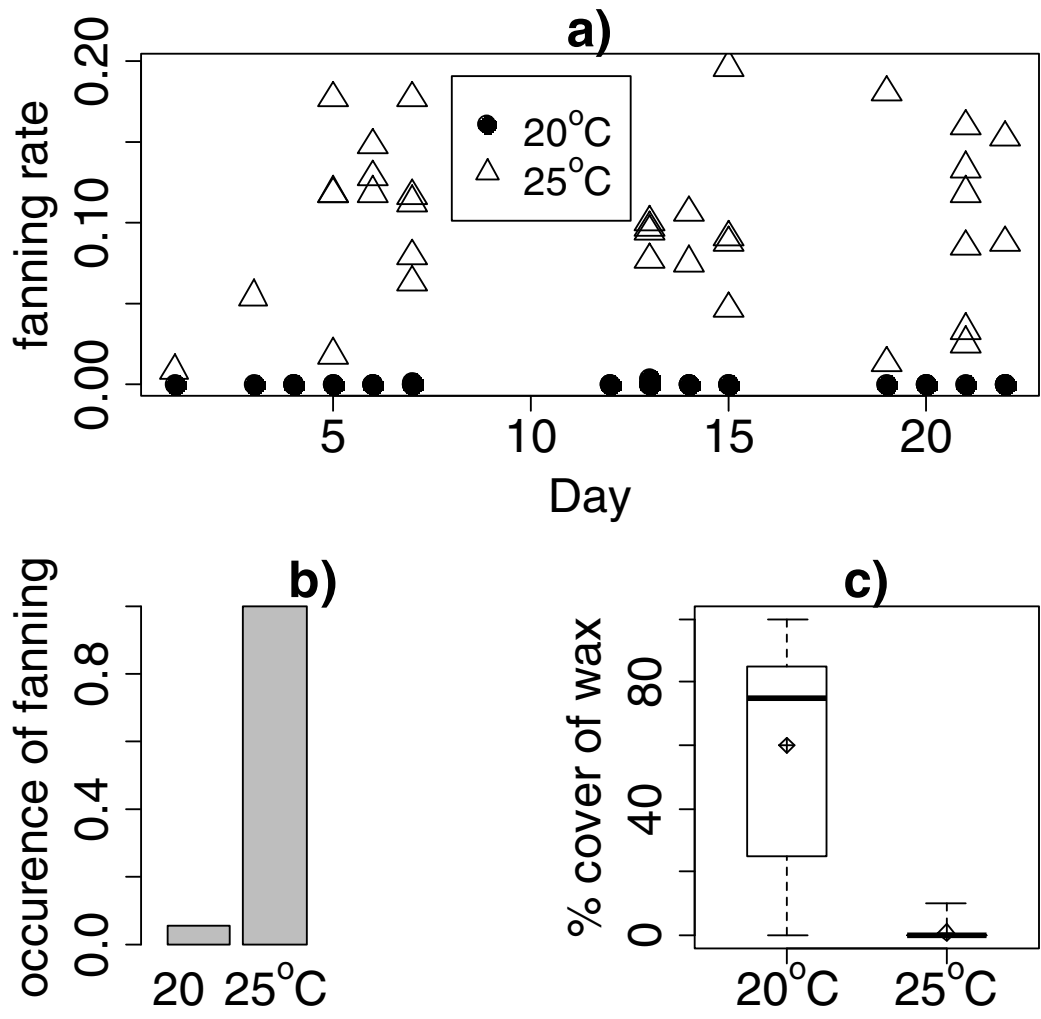 a)
fanning rate
0.00 0.10 0.20
20°C
25°C
5 10 15 20
Day
b)
occurence of fanning
0.0 0.4 0.8
20 25°C
c)
% cover of wax
0 40 80
20°C 25°C